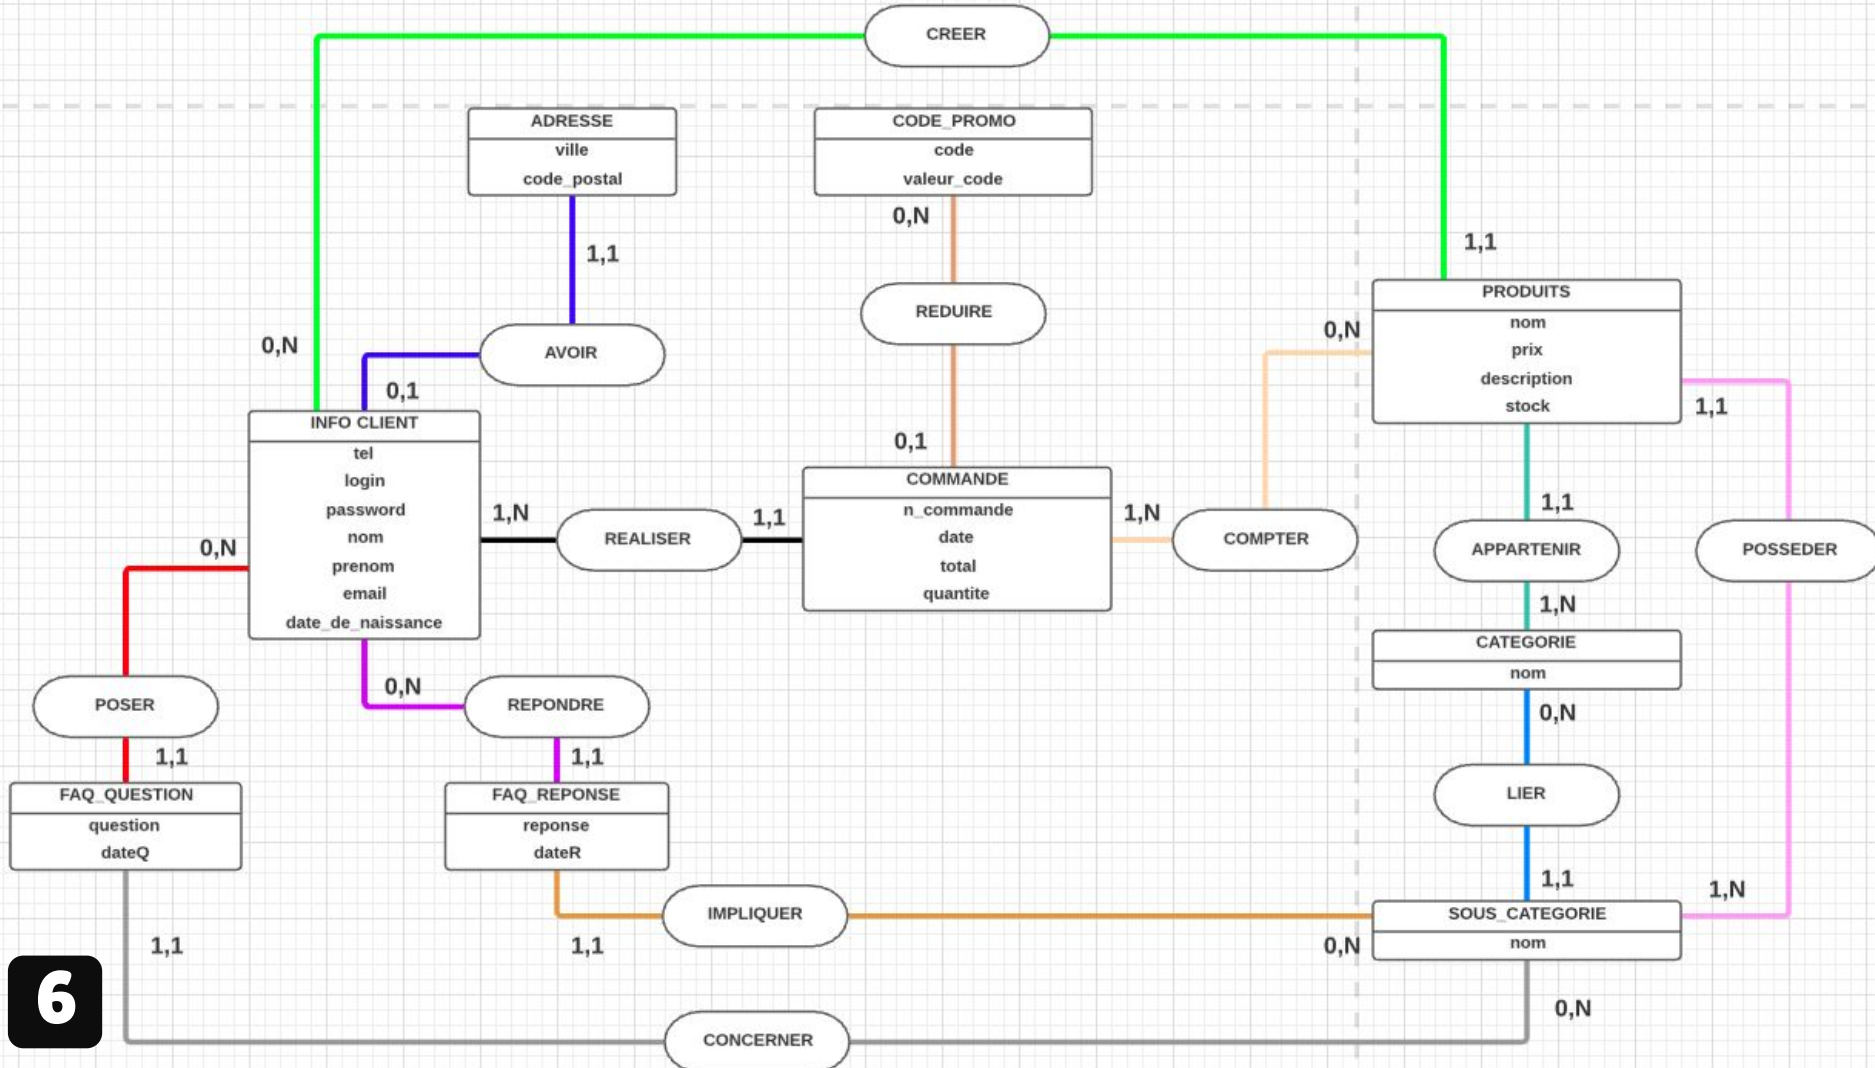 CREER
ADRESSE
ville
code_postal
CODE_PROMO
code
valeur_code
0,N
1,1
1,1
REDUIRE
PRODUITS
nom
prix
description
stock
0,N
0,N
AVOIR
0,1
1,1
0,1
INFO CLIENT
tel
login
password
nom
prenom
email
date_de_naissance
COMMANDE
n_commande
date
total
quantite
1,N
REALISER
1,1
1,N
COMPTER
1,1
APPARTENIR
POSSEDER
0,N
1,N
CATEGORIE
nom
0,N
POSER
0,N
REPONDRE
0,N
1,1
1,1
LIER
FAQ_QUESTION
question
dateQ
FAQ_REPONSE
reponse
dateR
1,1
1,N
IMPLIQUER
SOUS_CATEGORIE
nom
1,1
1,1
0,N
6
0,N
CONCERNER